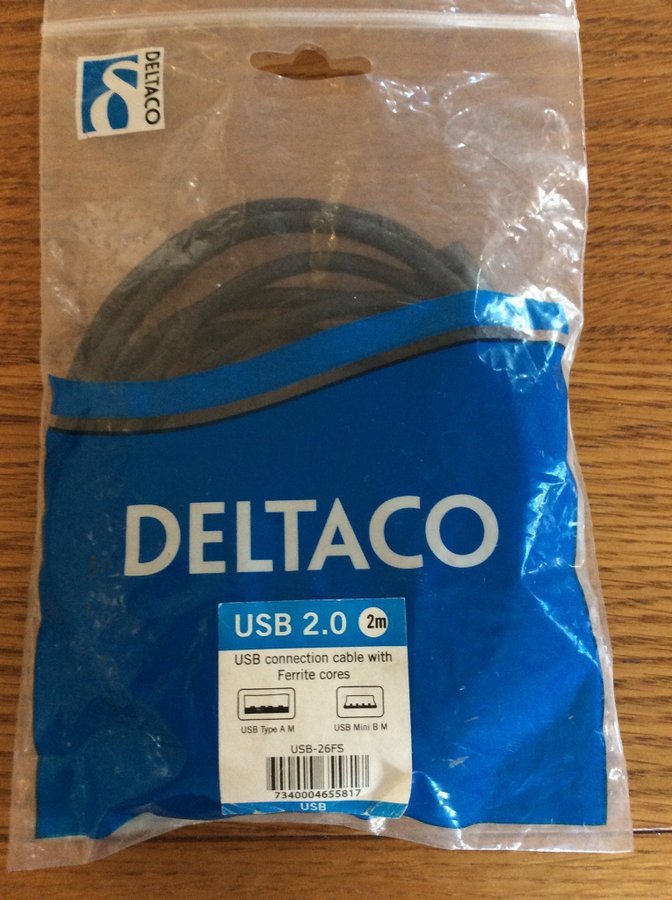 DELTACO
DELTACO
USB 2.0 2m
USB connection cable with
Ferrite cores
USB Type A M USB Mini B M
USB-26FS
7340004655817
USB